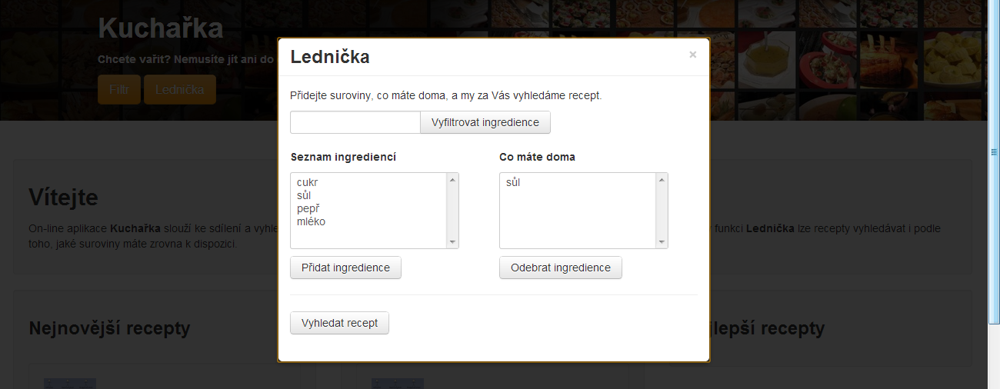 Kuchařka
Chcete vařit? Nemusíte jít ani do
Filtr
Lednička
Lednička
×
Přidejte suroviny, co máte doma, a my za Vás vyhledáme recept.
Vyfiltrovat ingredience
Seznam ingrediencí
cukr
sůl
pepř
mléko
Přidat ingredience
Co máte doma
sůl
Odebrat ingredience
Vyhledat recept
Vítejte
On-line aplikace Kuchařka slouží ke sdílení a
funkci Lednička lze recepty vyhledávat i podle
toho, jaké suroviny máte zrovna k dispozici.
Nejnovější recepty
recepty